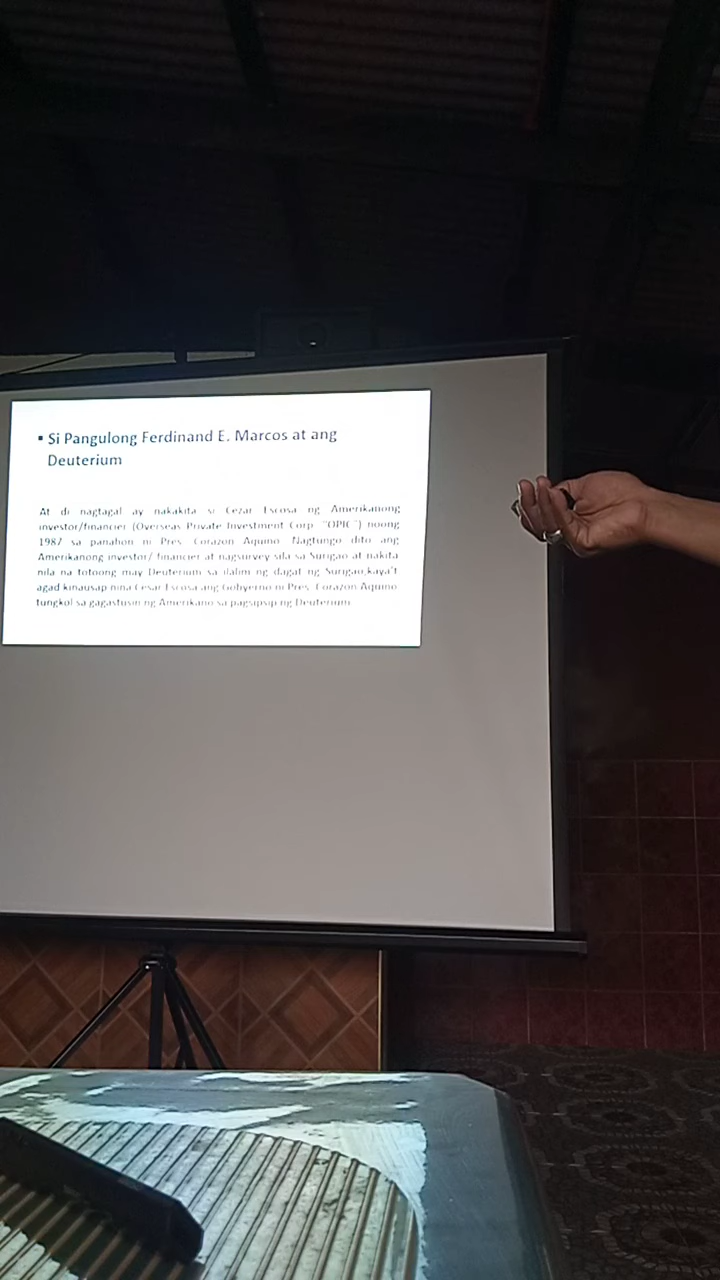 ▪ Si Pangulong Ferdinand E. Marcos at ang
Deuterium
At di nagtagal ay nakakita si Cezar Escosa ng Amerikanong
investor/financier (Overseas Private Investment Corp. "OPIC") noong
1987 sa panahon ni Pres. Corazon Aquino. Nagtungo dito ang
Amerikanong investor/ financier at nagsurvey sila sa Surigao at nakita
nila na totoong may Deuterium sa ilalim ng dagat ng Surigao,kaya't
agad kinausap nina Cesar Escosa ang Gobyerno ni Pres. Corazon Aquino
tungkol sa gagastusin ng Amerikano sa pagsipsip ng Deuterium.